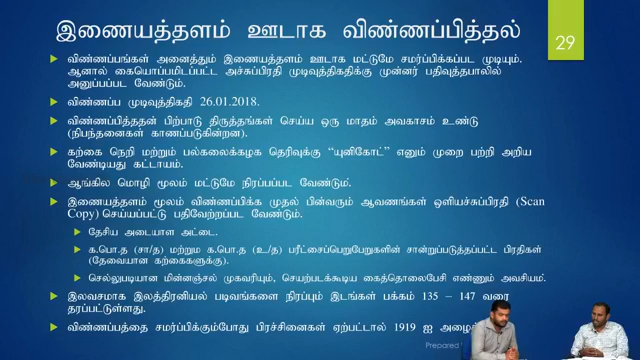 இணையத்தளம் ஊடாக விண்ணப்பித்தல்
29
விண்ணப்பங்கள் அனைத்தும் இணையத்தளம் ஊடாக மட்டுமே சமர்ப்பிக்கப்பட முடியும்.
ஆனால் கையொப்பமிடப்பட்ட அச்சுப்பிரதி முடிவுத்திகதிக்கு முன்னர் பதிவுத்தபாலில்
அனுப்பப்பட வேண்டும்.
விண்ணப்ப முடிவுத்திகதி 26.01.2018.
விண்ணப்பித்ததன் பிற்பாடு திருத்தங்கள் செய்ய ஒரு மாதம் அவகாசம் உண்டு
(நிபந்தனைகள் காணப்படுகின்றன).
கற்கை நெறி மற்றும் பல்கலைக்கழக தெரிவுக்கு “யுனிகோட்” எனும் முறை பற்றி அறிய
வேண்டியது கட்டாயம்.
ஆங்கில மொழி மூலம் மட்டுமே நிரப்பப்பட வேண்டும்.
இணையத்தளம் மூலம் விண்ணப்பிக்க முதல் பின்வரும் ஆவணங்கள் ஒளியச்சுப்பிரதி (Scan
Copy) செய்யப்பட்டு பதிவேற்றப்பட வேண்டும்.
தேசிய அடையாள அட்டை.
க.பொ.த (சா/த) மற்றும க.பொ.த (உ/த) பரீட்சைப்பெறுபேறுகளின் சான்றுப்படுத்தப்பட்ட பிரதிகள்
(தேவையான கற்கைகளுக்கு).
செல்லுபடியான மின்னஞ்சல் முகவரியும், செயற்படக்கூடிய கைத்தொலைபேசி எண்ணும் அவசியம்.
இலவசமாக இலத்திரனியல் படிவங்களை நிரப்பும் இடங்கள் பக்கம் 135 – 147 வரை
தரப்பட்டுள்ளது.
விண்ணப்பத்தை சமர்ப்பிக்கும்போது பிரச்சினைகள் ஏற்பட்டால் 1919 ஐ
Prepared